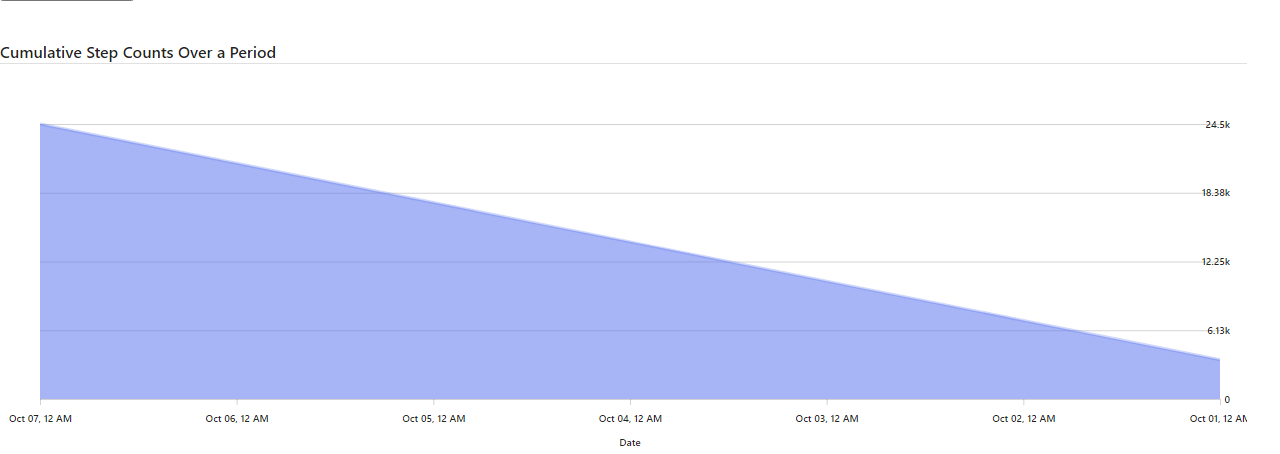 Cumulative Step Counts Over a Period
24.5k
18.38k
12.25k
6.13k
0
Oct 07, 12 AM Oct 06, 12 AM Oct 05, 12 AM Oct 04, 12 AM Oct 03, 12 AM Oct 02, 12 AM Oct 01, 12 AM
Date